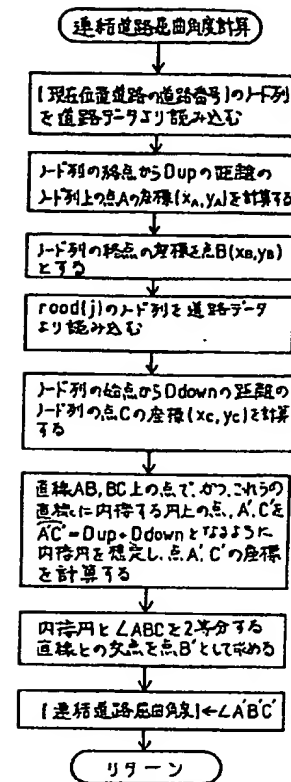 連結道路屈曲角度計算
[現在位置道路の道路番号]のノード列
を道路データより読み込む
ノード列の終点からDupの距離の
ノード列上の点Aの座標(xA,yA)を計算する
ノード列の終点の座標を点B(xB,yB)
とする
rood(j)のノード列を道路データ
より読み込む
ノード列の始点からDdownの距離の
ノード列の点Cの座標(xc,yc)を計算
する
直線AB,BC上の点で、かつ、これらの
直線に内接する円上の点、A',C'を
A'C'=Dup+Ddownとなるように
内接円を想定し、点A',C'の座標
を計算する
内接円と∠ABCを2等分する
直線との交点を点B'として求める
[連結道路屈曲角度]←∠A'B'C'
リターン